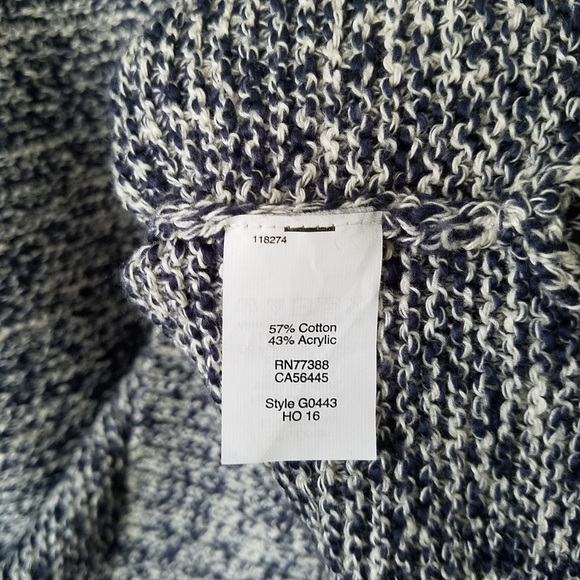 118274
57% Cotton
43% Acrylic
RN77388
CA56445
Style G0443
HO 16